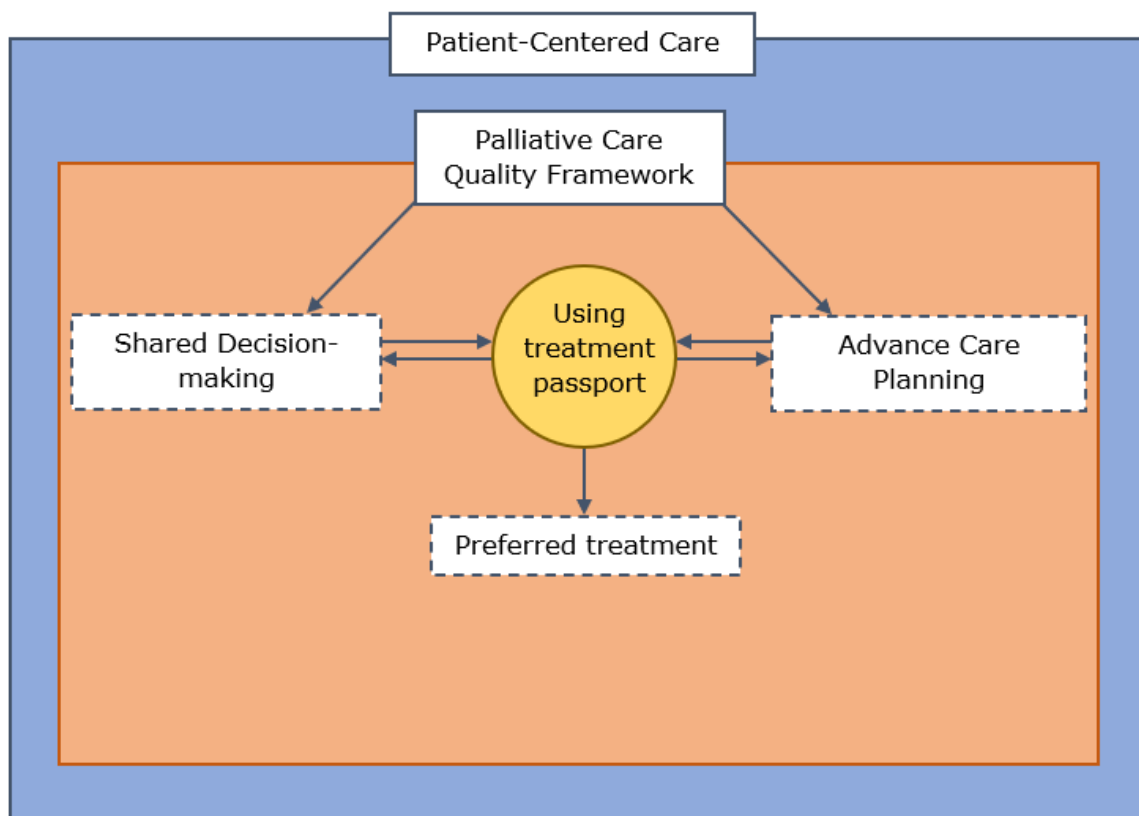 Patient-Centered Care
Palliative Care
Quality Framework
Shared Decision-
making
Using
treatment
passport
Advance Care
Planning
Preferred treatment